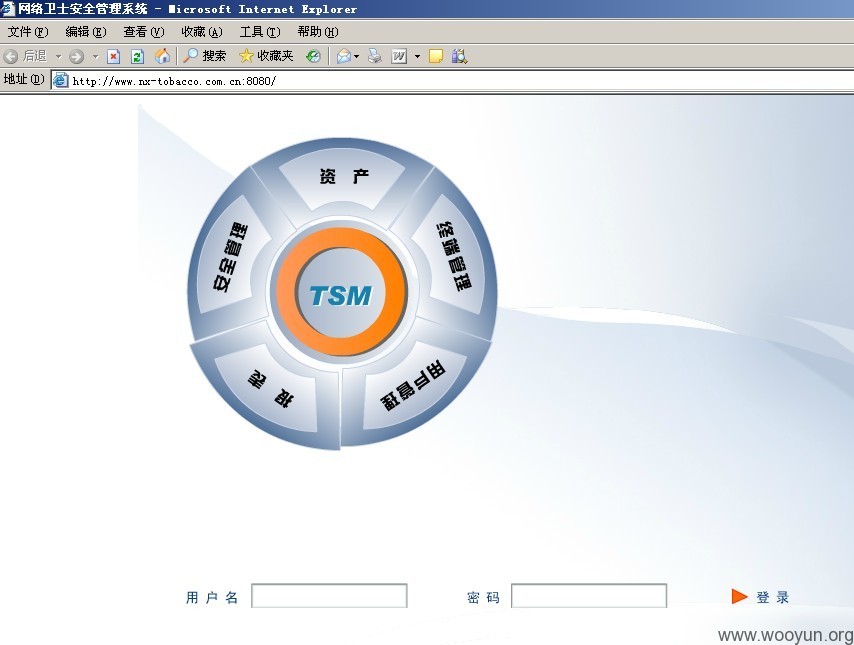 网络卫士安全管理系统 - Microsoft Internet Explorer
文件(F) 编辑(E) 查看(V) 收藏(A) 工具(T) 帮助(H)
后退 搜索 收藏夹
地址(D) http://www.nx-tobacco.com.cn:8080/
资 产
安全管理
终端管理
TSM
报 表
用户管理
用 户 名 密 码 登 录
www.wooyun.org